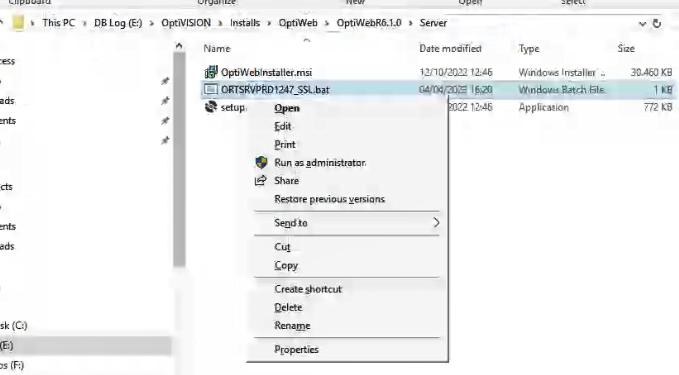 Clipboard Organize New Open Select
This PC > DB Log (E:) > OptiVISION > Installs > OptiWeb > OptiWebR6.1.0 > Server
Name Date modified Type Size
OptiWebInstaller.msi 12/10/2022 12:46 Windows Installer .. 30,460 KB
ORTSRVPRD1247_SSL.bat 16:20 Windows Batch File 1 KB
setup 2022 12:46 Application 772 KB
Open
Edit
Print
Run as administrator
Share
Restore previous versions
Send to
Cut
Copy
Create shortcut
Delete
Rename
Properties
cess
ads
ents
cts
ents
ads
sk (C:)
(E:)
os (F:)